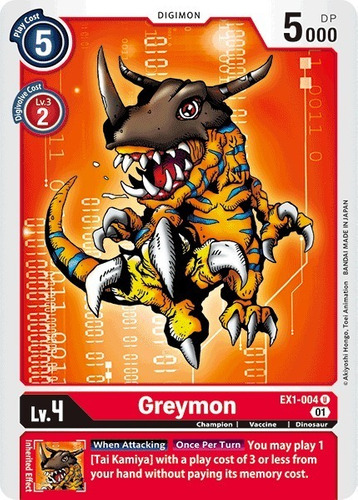 DIGIMON
Play Cost
5
5000
DP
Digivolve Cost
Lv.3
2
© Akiyoshi Hongo, Toei Animation BANDAI MADE IN JAPAN
EX1-004 U
Lv.4
Greymon
01
Champion | Vaccine | Dinosaur
Inherited Effect
When Attacking Once Per Turn You may play 1
[Tai Kamiya] with a play cost of 3 or less from
your hand without paying its memory cost.